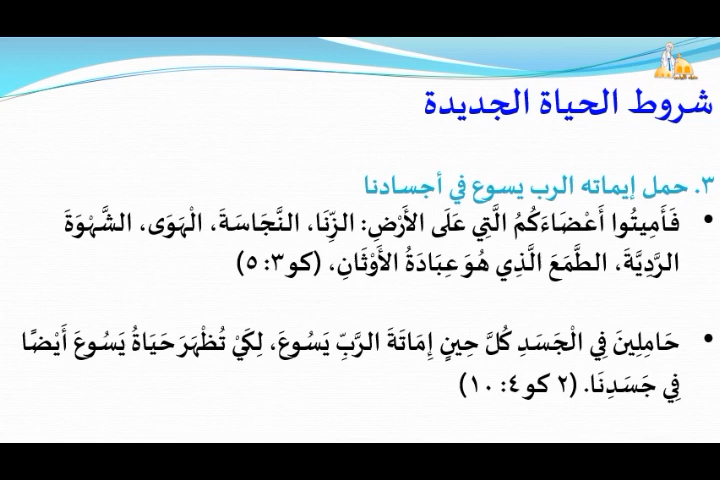 شروط الحياة الجديدة
٣. حمل إيماته الرب يسوع في أجسادنا
• فَأَمِيتُوا أَعْضَاءَكُمُ الَّتِي عَلَى الأَرْضِ: الزِّنَا، النَّجَاسَةَ، الْهَوَى، الشَّهْوَةَ
الرَّدِيَّةَ، الطَّمَعَ الَّذِي هُوَ عِبَادَةُ الأَوْثَانِ، (كو٣: ٥)
• حَامِلِينَ فِي الْجَسَدِ كُلَّ حِينٍ إِمَاتَةَ الرَّبِّ يَسُوعَ، لِكَيْ تُظْهَرَ حَيَاةُ يَسُوعَ أَيْضًا
فِي جَسَدِنَا. (٢ كو٤: ١٠)